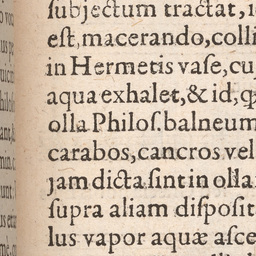 ſubjectum tractat,
eſt, macerando, colli
in Hermetis vaſe, cu
aqua exhalet, & id, q
olla Philoſ. balneum
carabos, cancros vel
jam dicta ſint in olla
ſupra aliam diſpoſit
lus vapor aquæ aſce